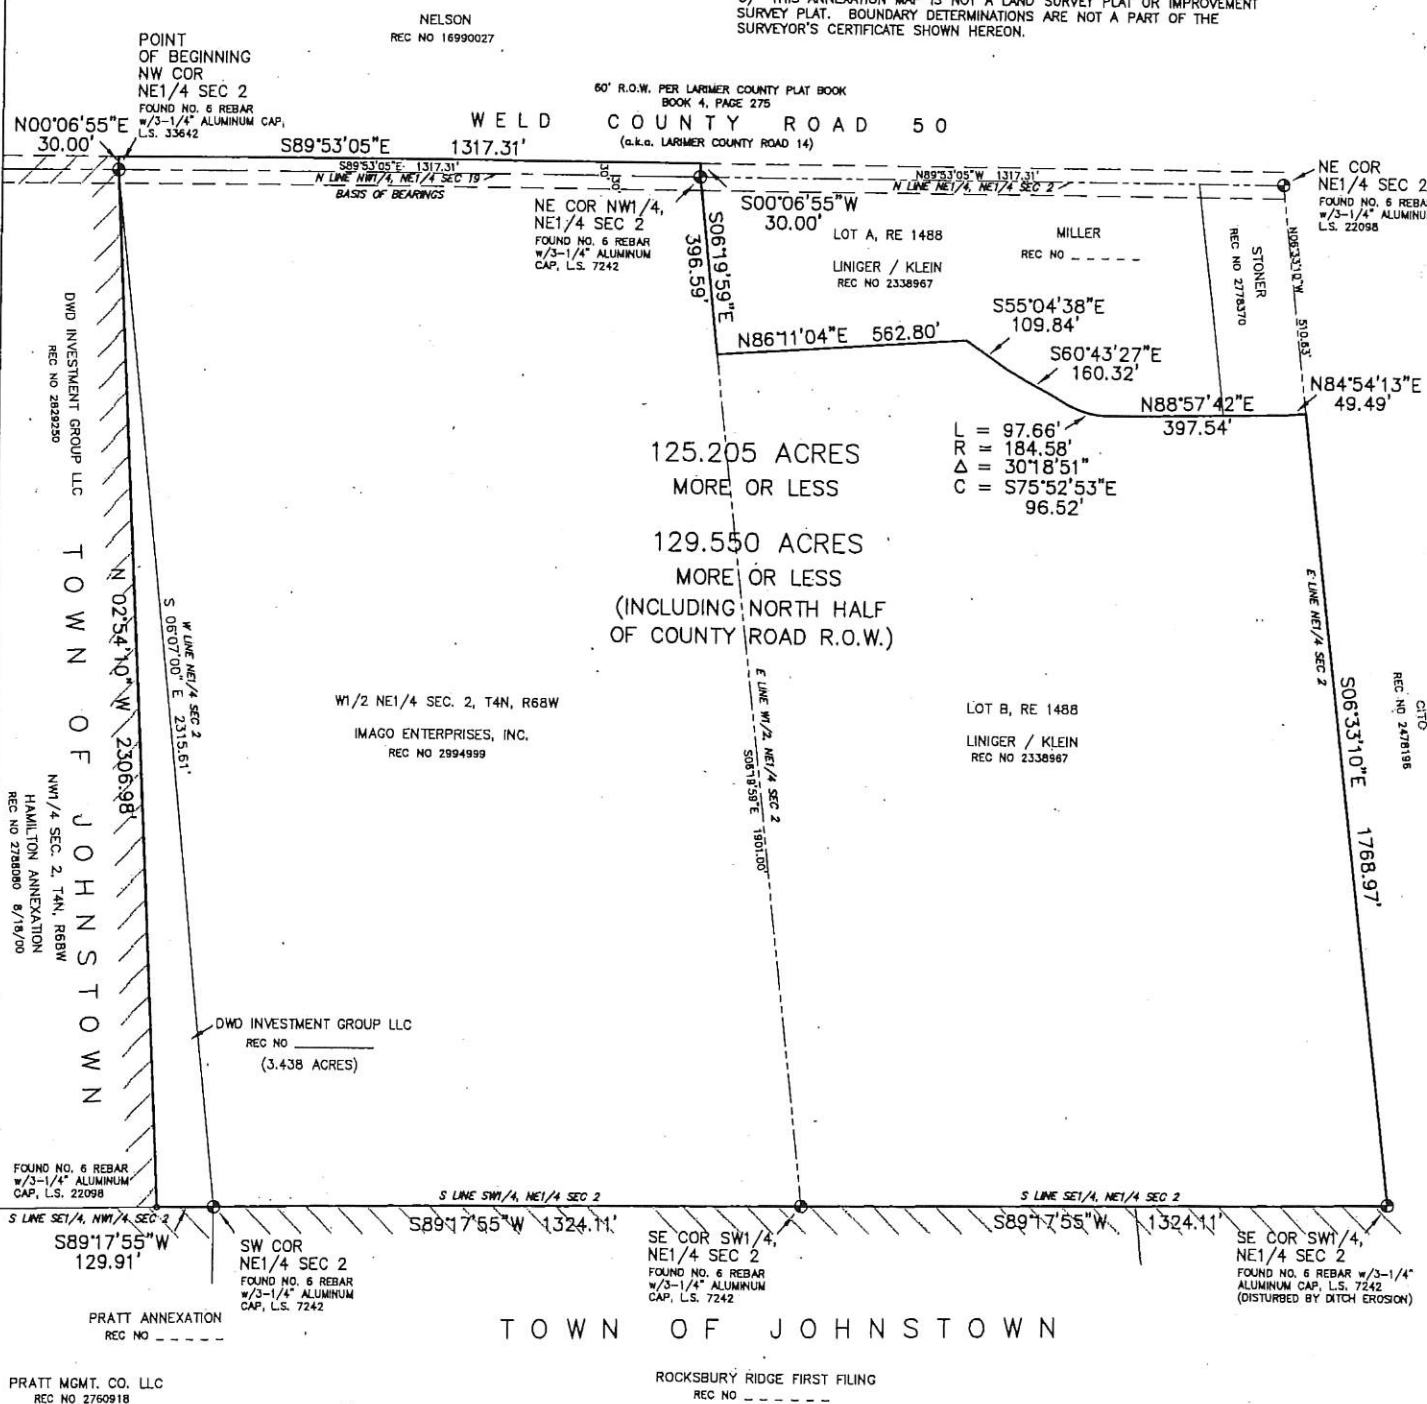 SURVEY PLAT. BOUNDARY DETERMINATIONS ARE NOT A PART OF THE
SURVEYOR'S CERTIFICATE SHOWN HEREON.
NELSON
REC NO 16990027
POINT
OF BEGINNING
NW COR
NE1/4 SEC 2
FOUND NO. 6 REBAR
w/3-1/4" ALUMINUM CAP,
L.S. 33642
N00°06'55"E
30.00'
60' R.O.W. PER LARIMER COUNTY PLAT BOOK
BOOK 4, PAGE 275
WELD COUNTY ROAD 50
(a.k.a. LARIMER COUNTY ROAD 14)
S89°53'05"E 1317.31'
S89°53'05"E 1317.31'
N LINE NW1/4, NE1/4 SEC 19
BASIS OF BEARINGS
30'
30'
N89°53'05"W 1317.31'
N LINE NE1/4, NE1/4 SEC 2
NE COR
NE1/4 SEC 2
FOUND NO. 6 REBA
w/3-1/4" ALUMINU
L.S. 22098
NE COR NW1/4,
NE1/4 SEC 2
FOUND NO. 6 REBAR
w/3-1/4" ALUMINUM
CAP, L.S. 7242
S00°06'55"W
30.00'
S06°19'59"E
396.59'
LOT A, RE 1488
LINIGER / KLEIN
REC NO 2338967
MILLER
REC NO _ _ _ _ _
STONER
REC NO 2778370
N06°33'10"W 510.63'
N86°11'04"E 562.80'
S55°04'38"E
109.84'
S60°43'27"E
160.32'
N88°57'42"E
397.54'
N84°54'13"E
49.49'
L = 97.66'
R = 184.58'
Δ = 30°18'51"
C = S75°52'53"E
96.52'
125.205 ACRES
MORE OR LESS
129.550 ACRES
MORE OR LESS
(INCLUDING NORTH HALF
OF COUNTY ROAD R.O.W.)
DWD INVESTMENT GROUP LLC
REC NO 2829250
TOWN OF JOHNSTOWN
N 02°54'10" W 2306.98'
W LINE NE1/4 SEC 2
S 06°07'00" E 2315.61'
NW1/4 SEC. 2, T4N, R68W
HAMILTON ANNEXATION
REC NO 2788080 8/18/00
W1/2 NE1/4 SEC. 2, T4N, R68W
IMAGO ENTERPRISES, INC.
REC NO 2994999
E LINE W1/2, NE1/4 SEC 2
S06°19'59"E 1901.00'
LOT B, RE 1488
LINIGER / KLEIN
REC NO 2338967
E LINE NE1/4 SEC 2
S06°33'10"E 1768.97'
CITO
REC NO 2478196
DWD INVESTMENT GROUP LLC
REC NO __________
(3.438 ACRES)
FOUND NO. 6 REBAR
w/3-1/4" ALUMINUM
CAP, L.S. 22098
S LINE SE1/4, NW1/4, SEC 2
S89°17'55"W
129.91'
S LINE SW1/4, NE1/4 SEC 2
S89°17'55"W 1324.11'
S LINE SE1/4, NE1/4 SEC 2
S89°17'55"W 1324.11'
SW COR
NE1/4 SEC 2
FOUND NO. 6 REBAR
w/3-1/4" ALUMINUM
CAP, L.S. 7242
SE COR SW1/4,
NE1/4 SEC 2
FOUND NO. 6 REBAR
w/3-1/4" ALUMINUM
CAP, L.S. 7242
SE COR SW1/4,
NE1/4 SEC 2
FOUND NO. 6 REBAR w/3-1/4"
ALUMINUM CAP, L.S. 7242
(DISTURBED BY DITCH EROSION)
PRATT ANNEXATION
REC NO _ _ _ _ _
TOWN OF JOHNSTOWN
PRATT MGMT. CO. LLC
REC NO 2760918
ROCKSBURY RIDGE FIRST FILING
REC NO _ _ _ _ _ _